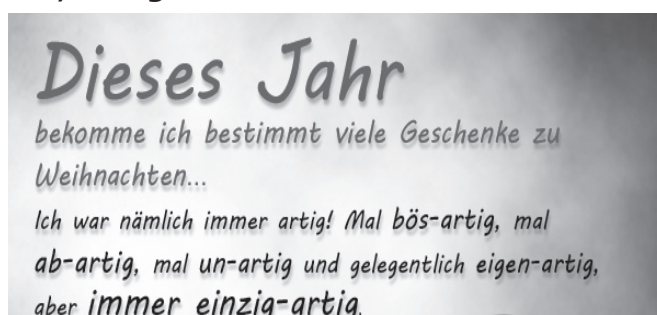 Dieses Jahr
bekomme ich bestimmt viele Geschenke zu
Weihnachten...
Ich war nämlich immer artig! Mal bös-artig, mal
ab-artig, mal un-artig und gelegentlich eigen-artig,
aber immer einzig-artig.